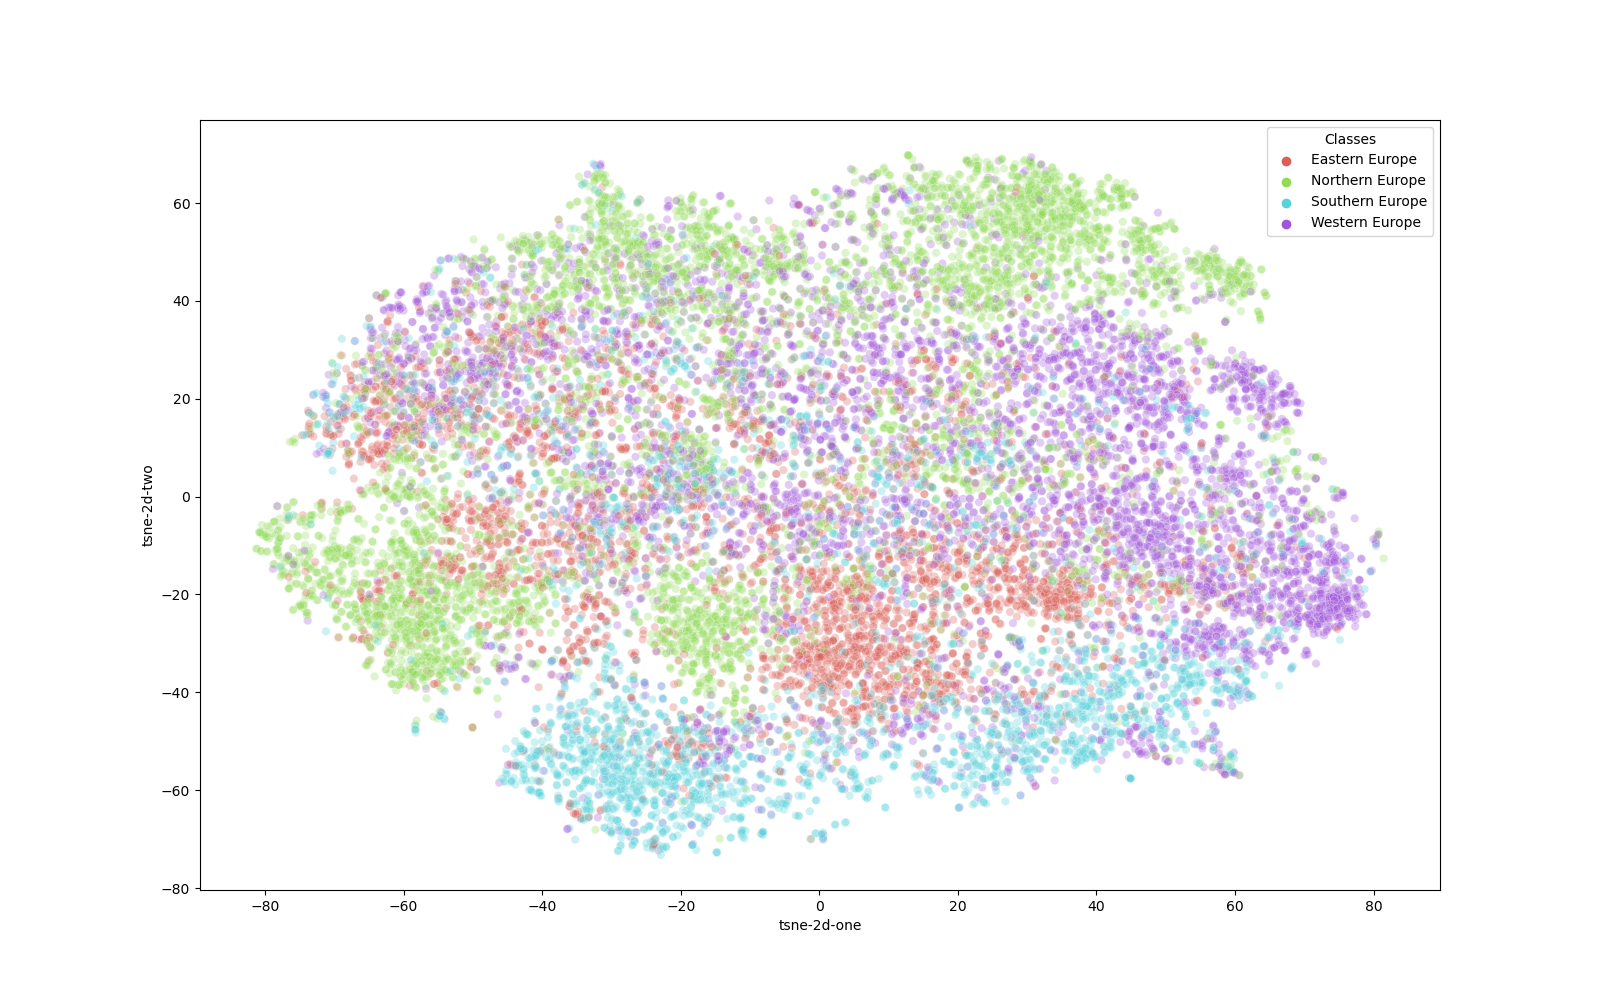 Classes
Eastern Europe
Northern Europe
Southern Europe
Western Europe
60
40
20
0
−20
−40
−60
−80
tsne-2d-two
−80 −60 −40 −20 0 20 40 60 80
tsne-2d-one